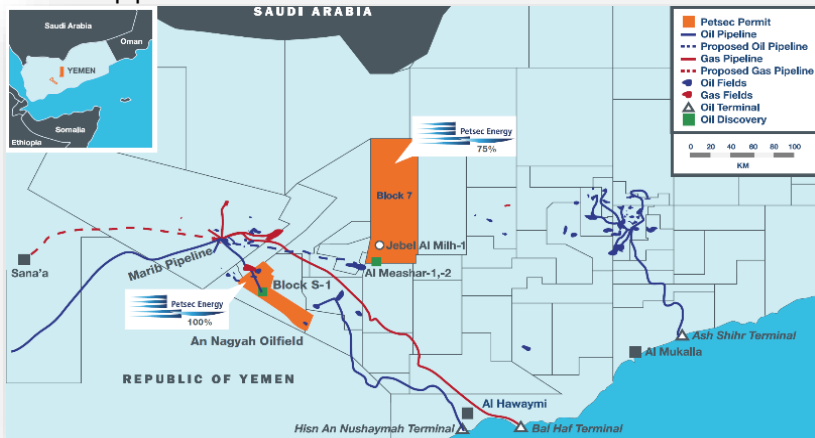 SAUDI ARABIA
Saudi Arabia
Oman
YEMEN
Somalia
Ethiopia
Petsec Permit
Oil Pipeline
Proposed Oil Pipeline
Gas Pipeline
Proposed Gas Pipeline
Oil Fields
Gas Fields
Oil Terminal
Oil Discovery
0 20 40 60 80 100
KM
Petsec Energy
75%
Block 7
Jebel Al Milh-1
Al Meashar-1,-2
Sana'a
Marib Pipeline
Block S-1
Petsec Energy
100%
An Nagyah Oilfield
REPUBLIC OF YEMEN
Ash Shihr Terminal
Al Mukalla
Al Hawaymi
Hisn An Nushaymah Terminal
Bal Haf Terminal